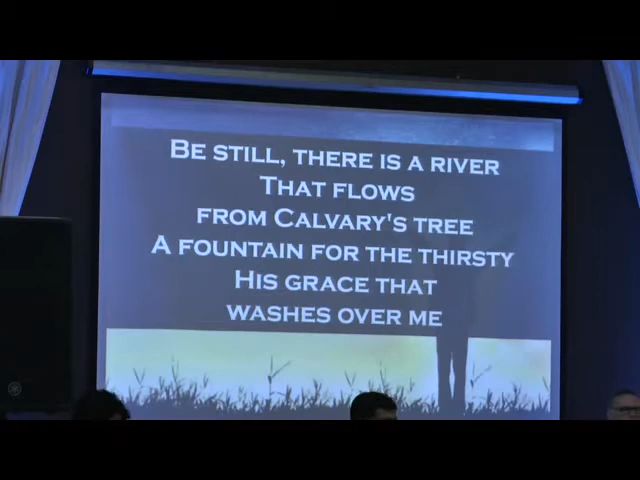 BE STILL, THERE IS A RIVER
THAT FLOWS
FROM CALVARY'S TREE
A FOUNTAIN FOR THE THIRSTY
HIS GRACE THAT
WASHES OVER ME